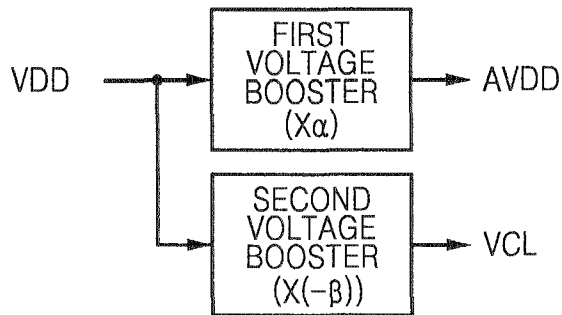 VDD
FIRST
VOLTAGE
BOOSTER
(Xα)
AVDD
SECOND
VOLTAGE
BOOSTER
(X(-β))
VCL